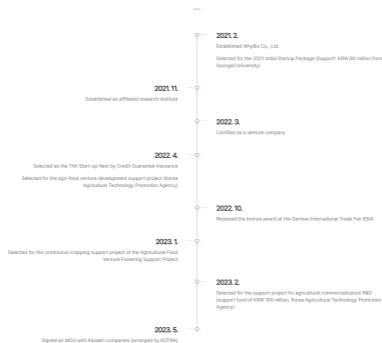 2021. 2.
Established Whylbs Co., Ltd.
Selected for the 2021 Initial Startup Package (Support: KRW 60 million from
Soongsil University)
2021. 11.
Established an affiliated research institute
2022. 3.
Certified as a venture company
2022. 4.
Selected as the 11th Start-up Nest by Credit Guarantee Insurance
Selected for the agri-food venture development support project (Korea
Agriculture Technology Promotion Agency)
2022. 10.
Received the bronze award at the German International Trade Fair IENA
2023. 1.
Selected for the continuous cropping support project of the Agricultural Food
Venture Fostering Support Project
2023. 2.
Selected for the support project for agricultural commercialization R&D
(support fund of KRW 100 million, Korea Agricultural Technology Promotion
Agency)
2023. 5.
Signed an MOU with Kazakh companies (arranged by KOTRA)